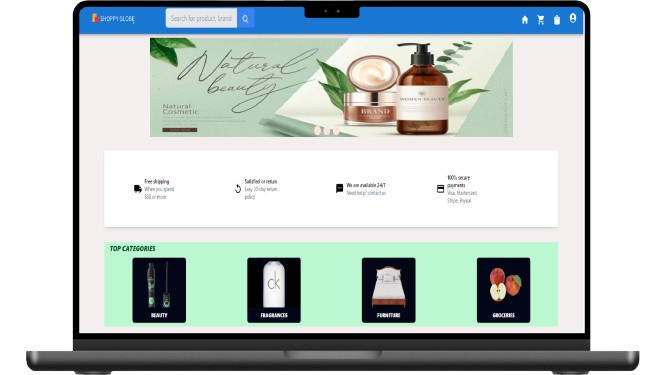 SHOPPY GLOBE
Search for product, brand
Natural
beauty
Natural
Cosmetic
BRAND
WOMEN BEAUTY
Free shipping
When you spend
$80 or more
Satisfied or return
Easy 30-day return
policy
We are available 24/7
Need help? contact us
100% secure
payments
Visa, Mastercard,
Stripe, Paypal
TOP CATEGORIES
ck
BEAUTY
FRAGRANCES
FURNITURE
GROCERIES